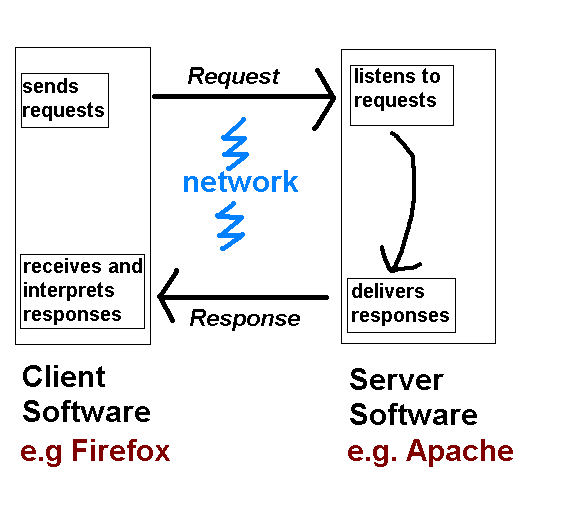 Request
sends
requests
listens to
requests
network
receives and
interprets
responses
delivers
responses
Response
Client
Software
e.g Firefox
Server
Software
e.g. Apache